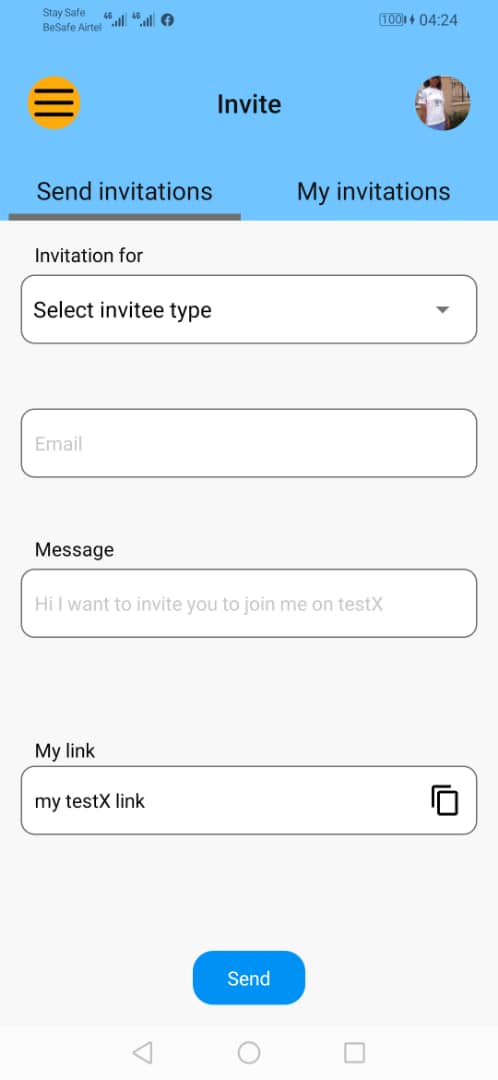 Stay Safe
BeSafe Airtel 4G 4G 100 04:24
Invite
Send invitations My invitations
Invitation for
Select invitee type
Email
Message
Hi I want to invite you to join me on testX
My link
my testX link
Send